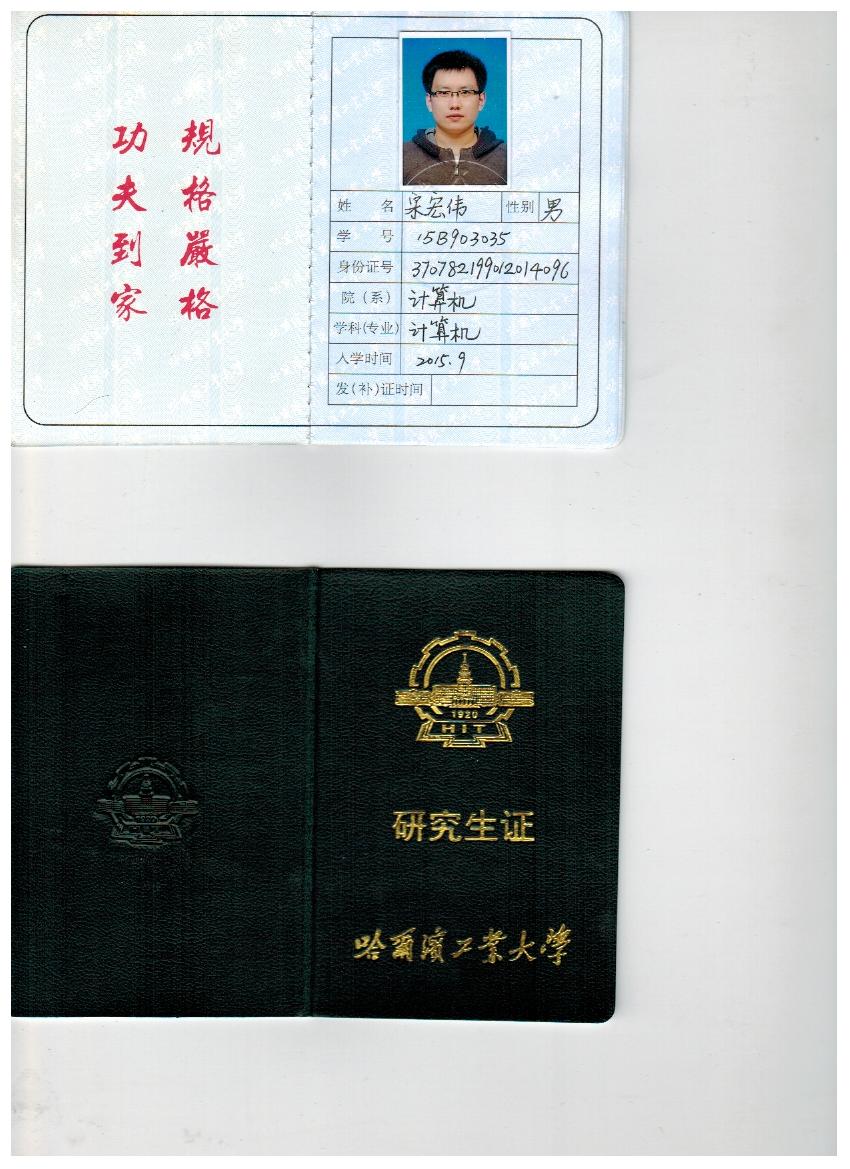 規格嚴格
功夫到家
姓 名 宋宏伟 性别 男
学 号 15B903035
身份证号 370782199012014096
院（系） 计算机
学科(专业) 计算机
入学时间 2015.9
发(补)证时间
1920
HIT
研究生证
哈爾濱工業大學